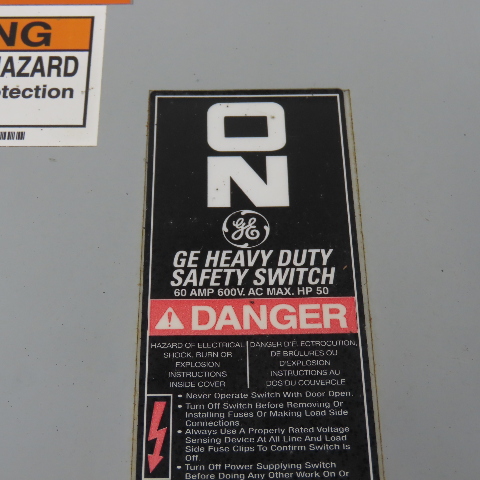 NG
HAZARD
otection
ON
GE
GE HEAVY DUTY
SAFETY SWITCH
60 AMP 600V. AC MAX. HP 50
DANGER
HAZARD OF ELECTRICAL
SHOCK, BURN OR
EXPLOSION
INSTRUCTIONS
INSIDE COVER
DANGER D'ÉLECTROCUTION,
DE BRÛLURES OU
D'EXPLOSION
INSTRUCTIONS AU
DOS DU COUVERCLE
• Never Operate Switch With Door Open.
• Turn Off Switch Before Removing Or
Installing Fuses Or Making Load Side
Connections.
• Always Use A Properly Rated Voltage
Sensing Device At All Line And Load
Side Fuse Clips To Confirm Switch Is
Off.
• Turn Off Power Supplying Switch
Before Doing Any Other Work On Or